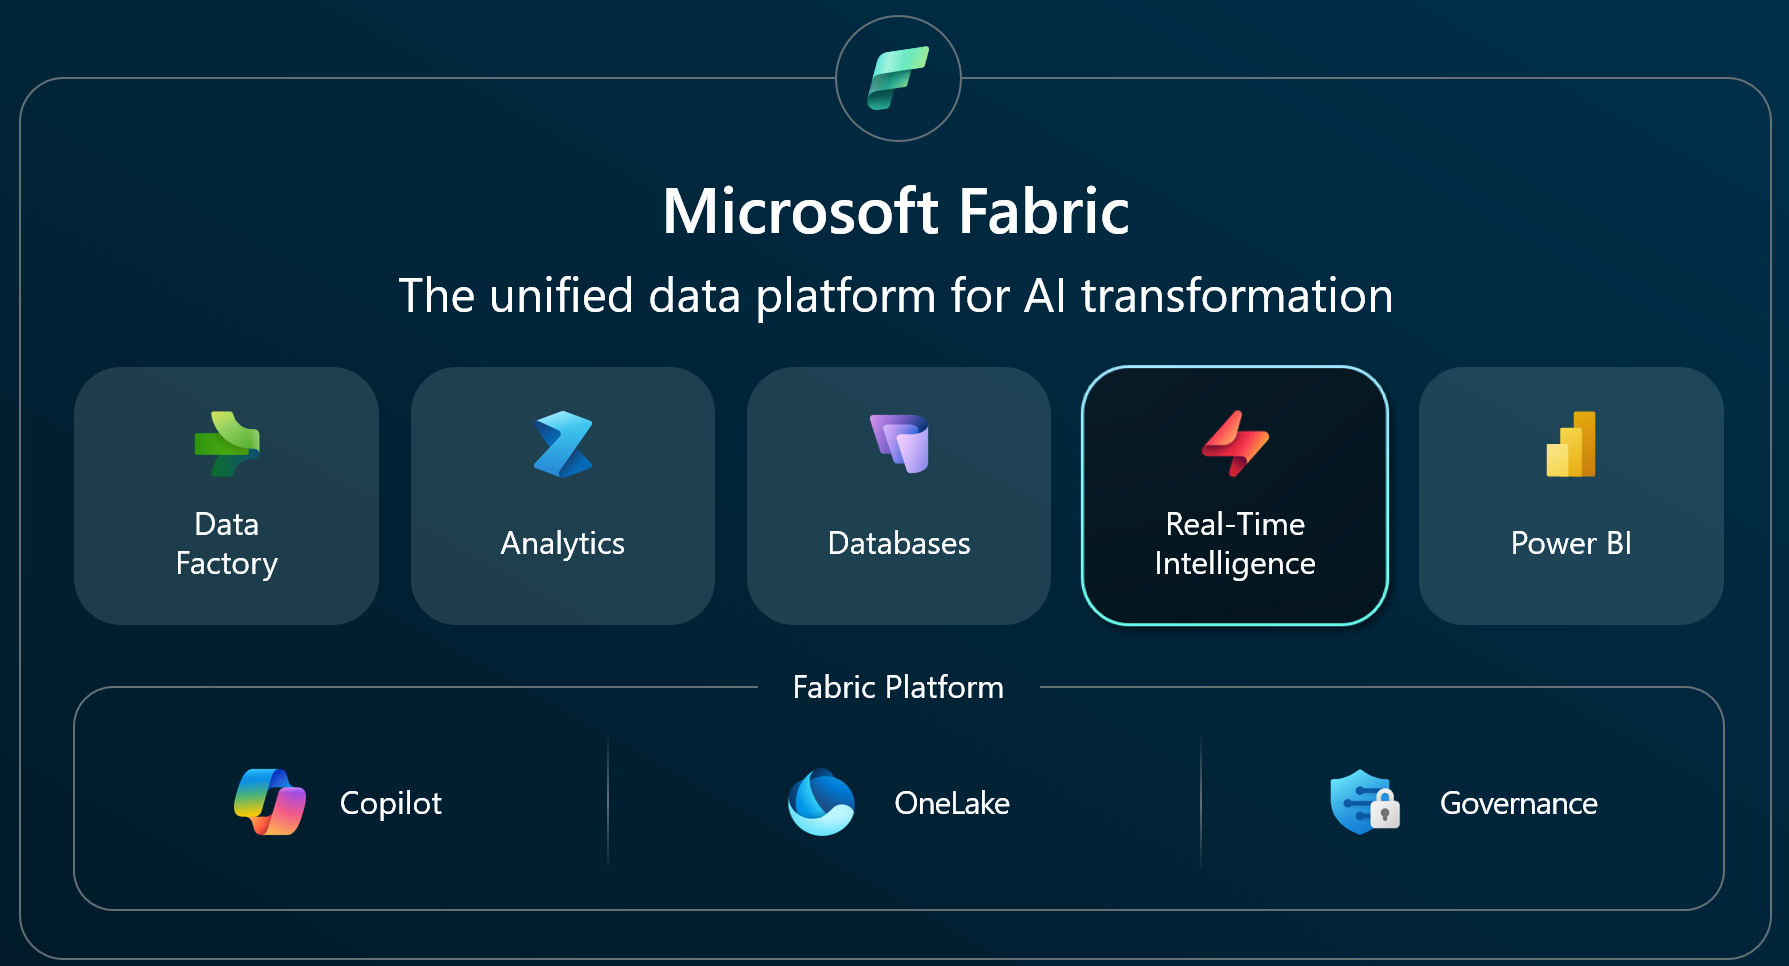 Microsoft Fabric
The unified data platform for AI transformation
Data
Factory
Analytics
Databases
Real-Time
Intelligence
Power BI
Fabric Platform
Copilot
OneLake
Governance